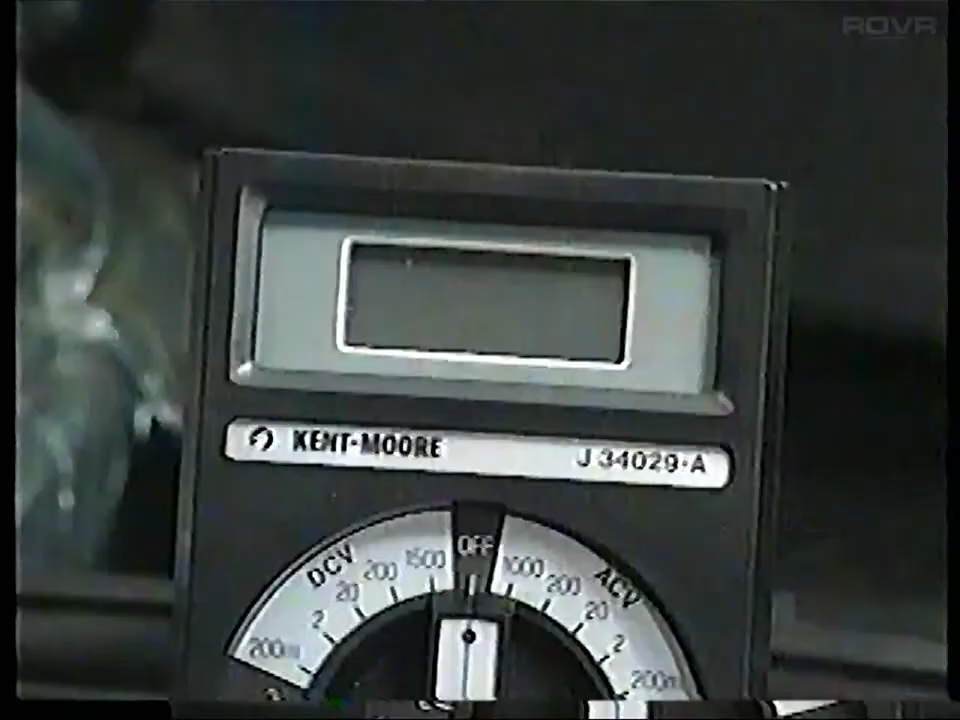 ROVR
KENT-MOORE J 34029-A
OFF
DCV
1500
200
20
2
200m
ACV
1000
200
20
2
200m